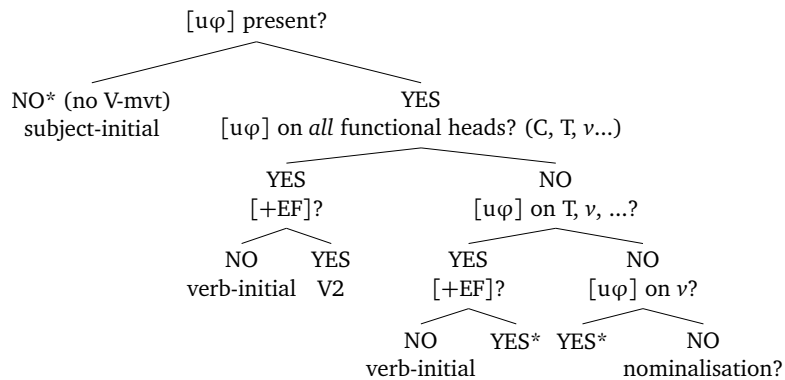 [uφ] present?
NO* (no V-mvt) YES
subject-initial [uφ] on all functional heads? (C, T, v...)
YES NO
[+EF]? [uφ] on T, v, ...?
NO YES YES NO
verb-initial V2 [+EF]? [uφ] on v?
NO YES* YES* NO
verb-initial nominalisation?